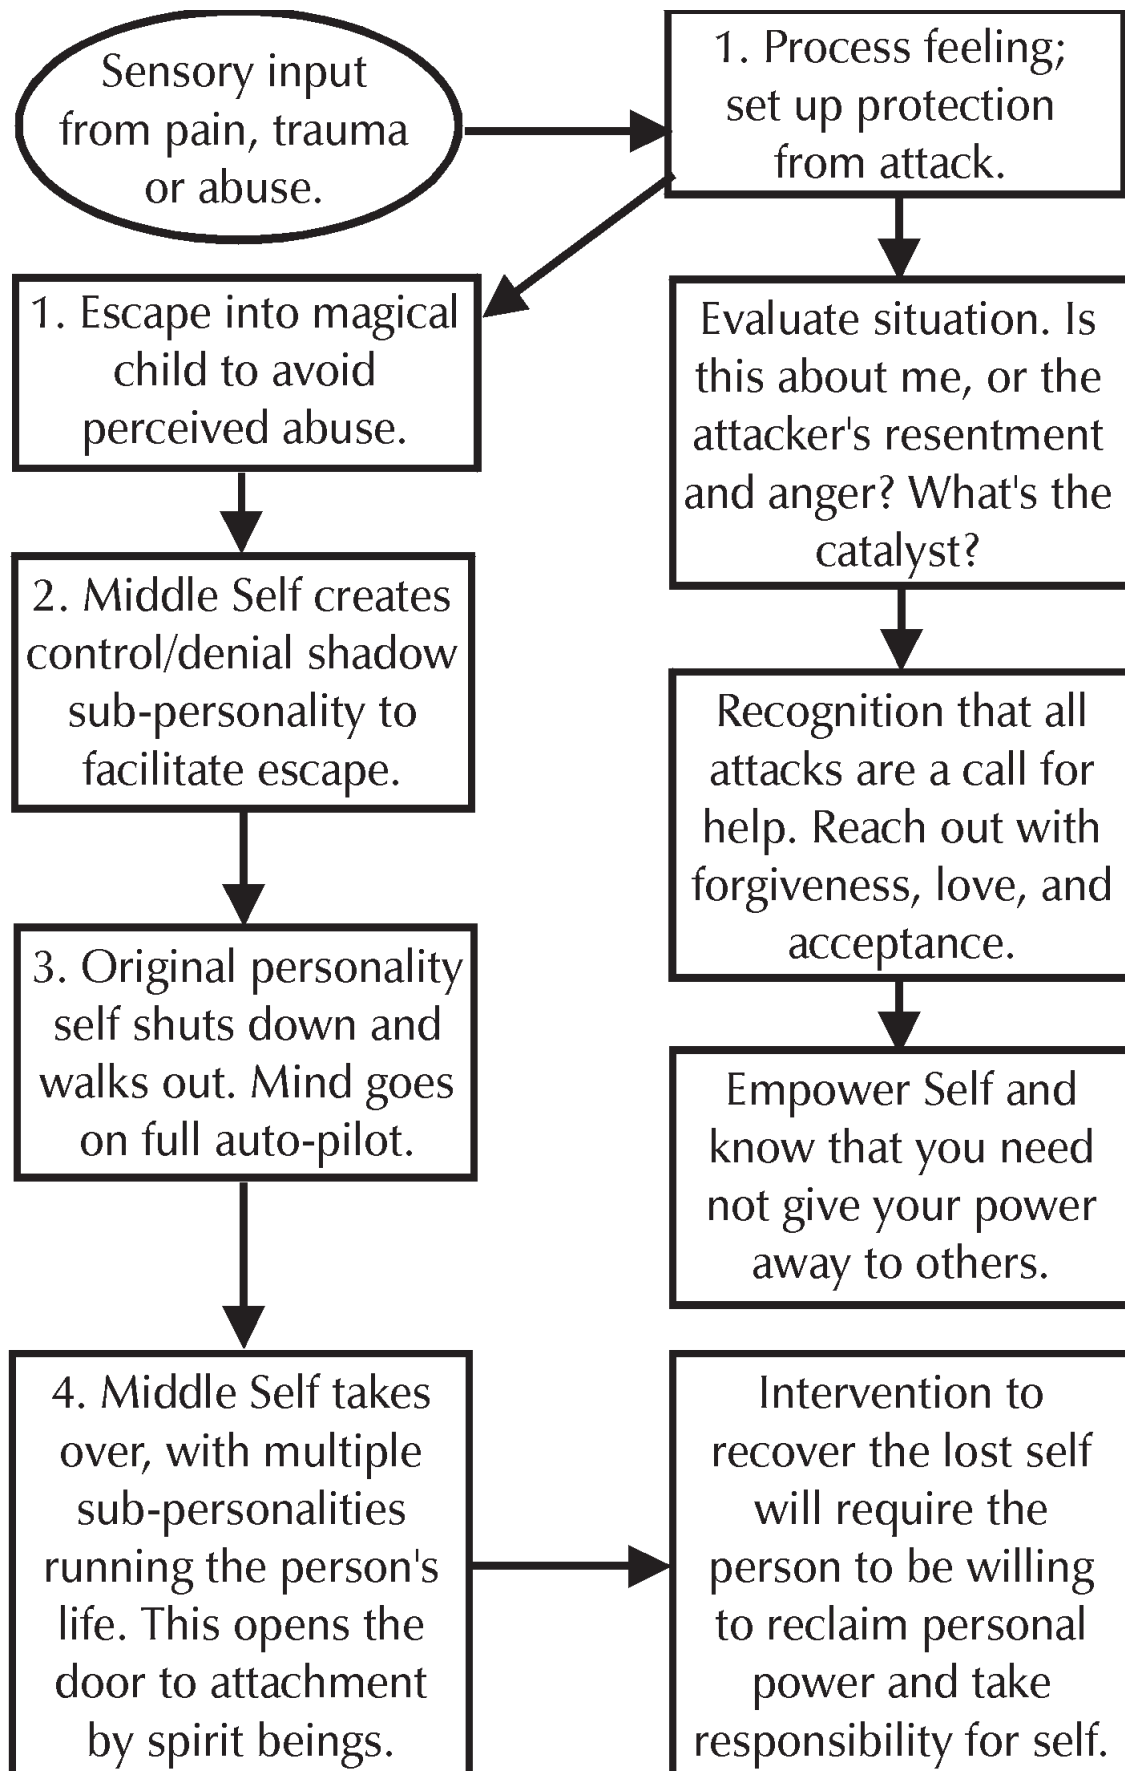 Sensory input
from pain, trauma
or abuse.
1. Process feeling;
set up protection
from attack.
1. Escape into magical
child to avoid
perceived abuse.
2. Middle Self creates
control/denial shadow
sub-personality to
facilitate escape.
3. Original personality
self shuts down and
walks out. Mind goes
on full auto-pilot.
4. Middle Self takes
over, with multiple
sub-personalities
running the person's
life. This opens the
door to attachment
by spirit beings.
Evaluate situation. Is
this about me, or the
attacker's resentment
and anger? What's the
catalyst?
Recognition that all
attacks are a call for
help. Reach out with
forgiveness, love, and
acceptance.
Empower Self and
know that you need
not give your power
away to others.
Intervention to
recover the lost self
will require the
person to be willing
to reclaim personal
power and take
responsibility for self.